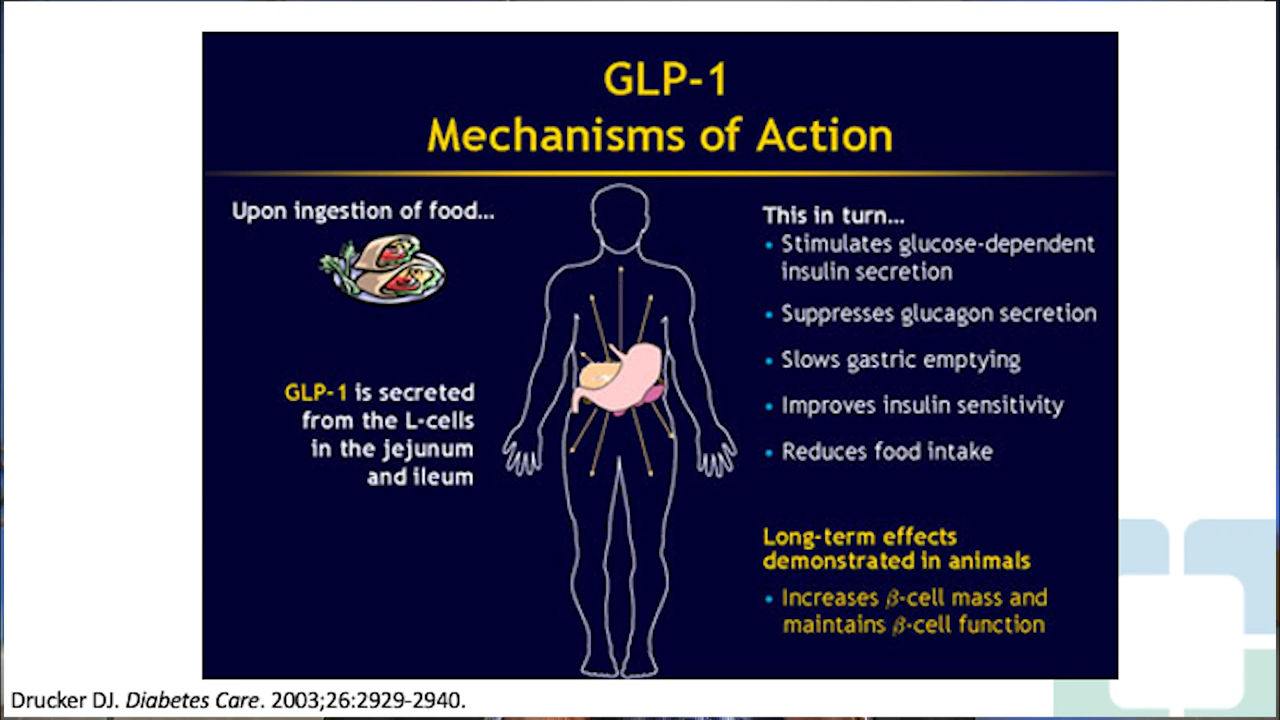 GLP-1
Mechanisms of Action
Upon ingestion of food...
GLP-1 is secreted
from the L-cells
in the jejunum
and ileum
This in turn...
• Stimulates glucose-dependent
insulin secretion
• Suppresses glucagon secretion
• Slows gastric emptying
• Improves insulin sensitivity
• Reduces food intake
Long-term effects
demonstrated in animals
• Increases β-cell mass and
maintains β-cell function
Drucker DJ. Diabetes Care. 2003;26:2929-2940.